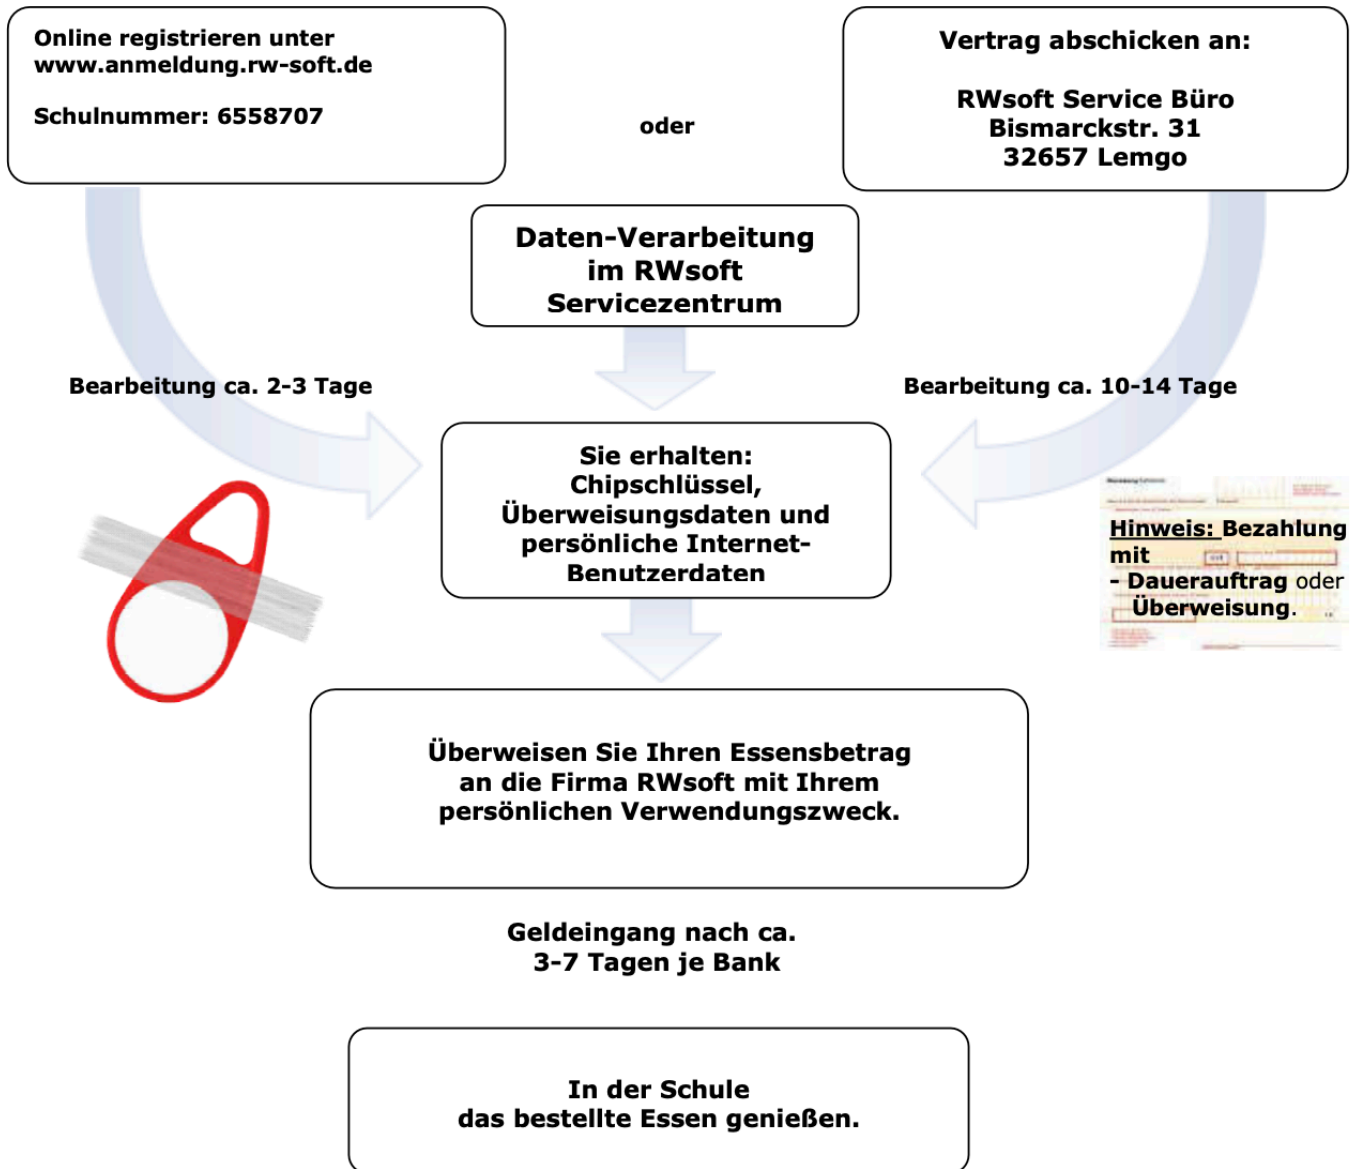 Online registrieren unter
www.anmeldung.rw-soft.de
Schulnummer: 6558707
oder
Vertrag abschicken an:
RWsoft Service Büro
Bismarckstr. 31
32657 Lemgo
Daten-Verarbeitung
im RWsoft
Servicezentrum
Bearbeitung ca. 2-3 Tage
Bearbeitung ca. 10-14 Tage
Sie erhalten:
Chipschlüssel,
Überweisungsdaten und
persönliche Internet-
Benutzerdaten
Hinweis: Bezahlung
mit
- Dauerauftrag oder
Überweisung.
Überweisen Sie Ihren Essensbetrag
an die Firma RWsoft mit Ihrem
persönlichen Verwendungszweck.
Geldeingang nach ca.
3-7 Tagen je Bank
In der Schule
das bestellte Essen genießen.